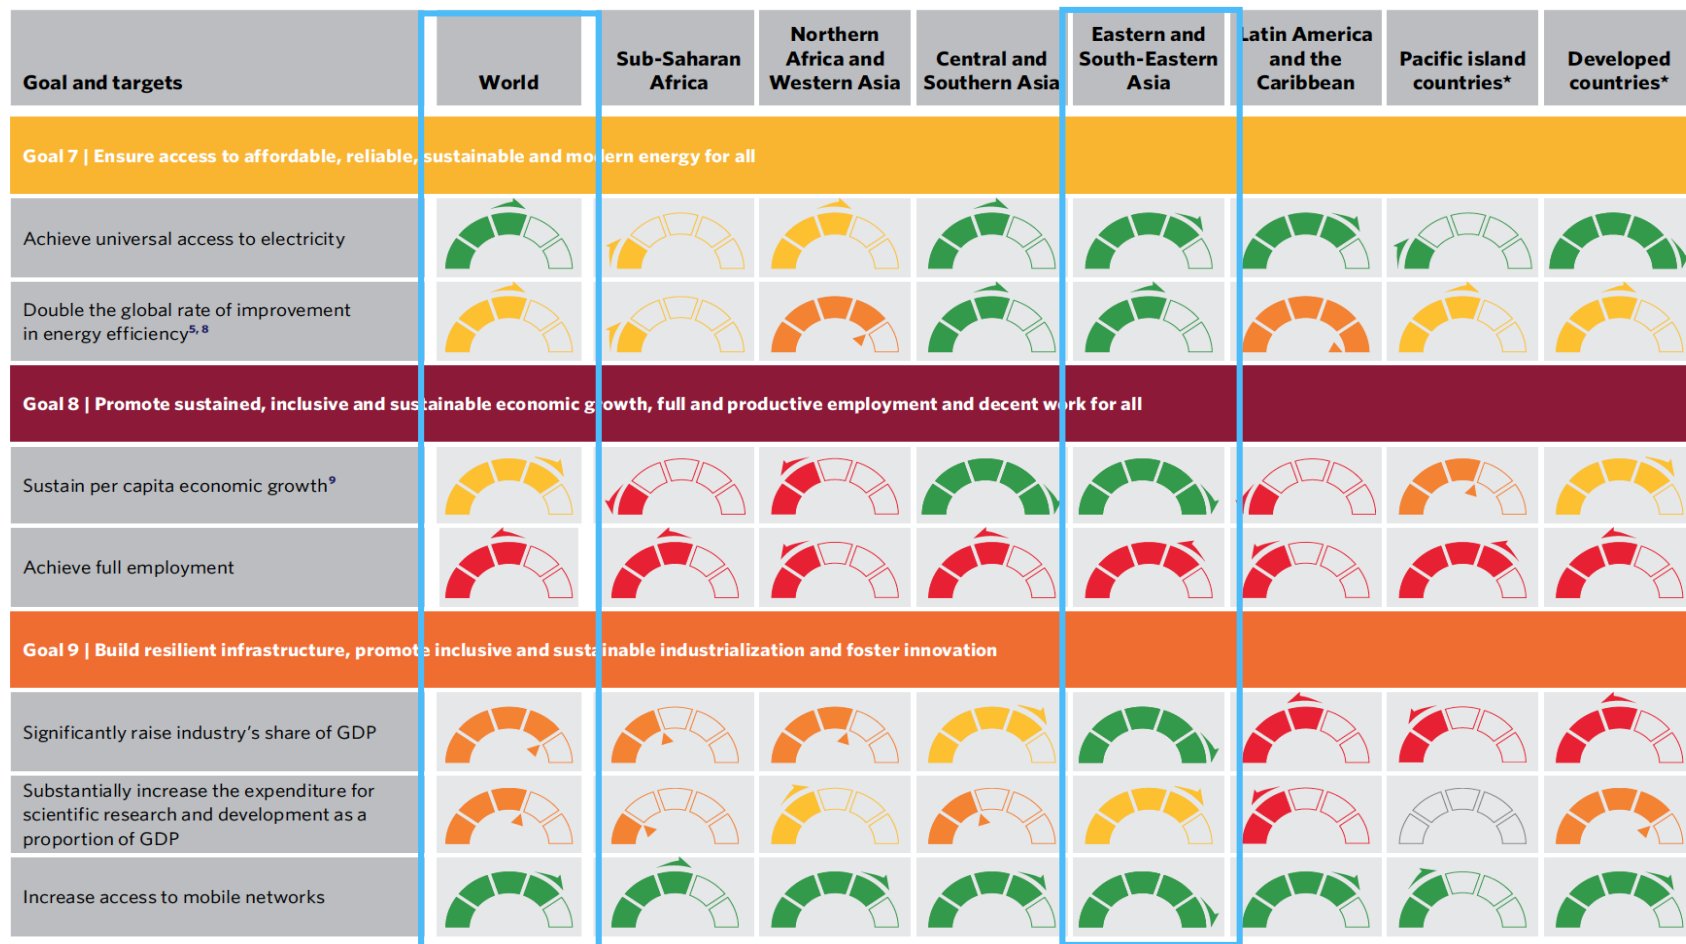 Goal and targets
World
Sub-Saharan
Africa
Northern
Africa and
Western Asia
Central and
Southern Asia
Eastern and
South-Eastern
Asia
Latin America
and the
Caribbean
Pacific island
countries*
Developed
countries*
Goal 7 | Ensure access to affordable, reliable, sustainable and modern energy for all
Achieve universal access to electricity
Double the global rate of improvement
in energy efficiency5, 8
Goal 8 | Promote sustained, inclusive and sustainable economic growth, full and productive employment and decent work for all
Sustain per capita economic growth9
Achieve full employment
Goal 9 | Build resilient infrastructure, promote inclusive and sustainable industrialization and foster innovation
Significantly raise industry's share of GDP
Substantially increase the expenditure for
scientific research and development as a
proportion of GDP
Increase access to mobile networks